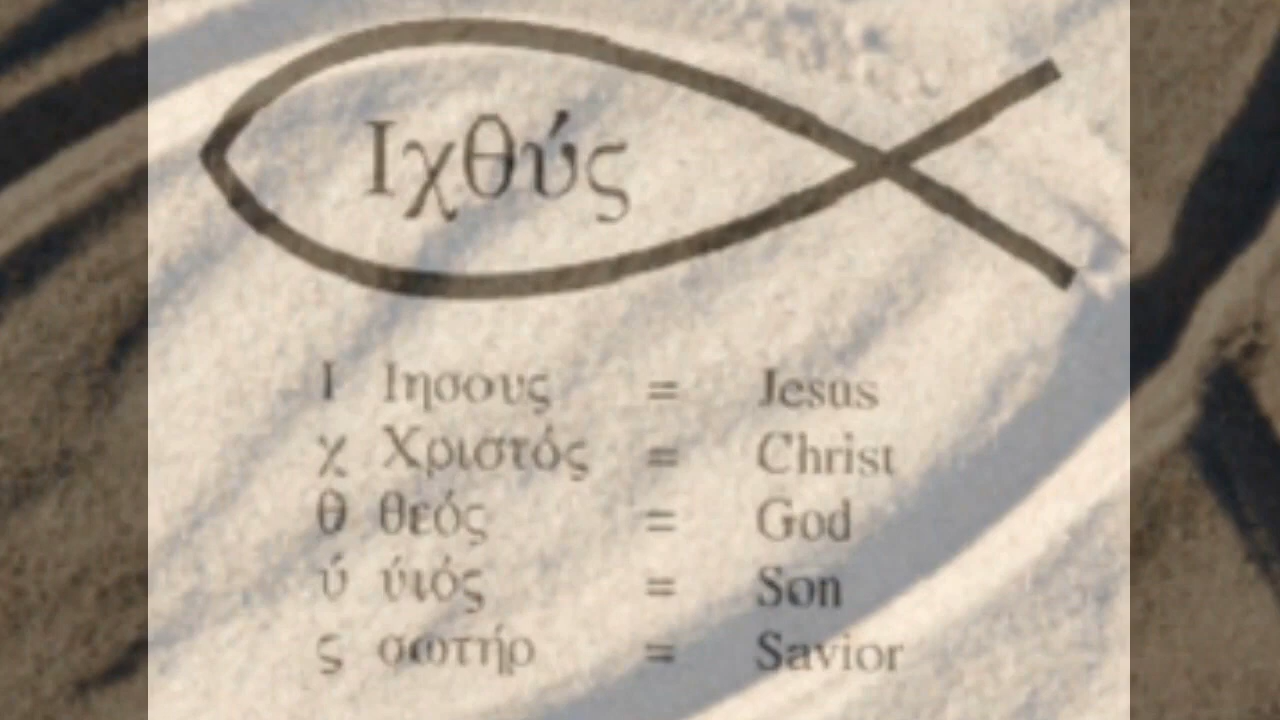 Ιχθύς
Ι Ιησους = Jesus
χ Χριστός = Christ
θ θεός = God
ύ ύιός = Son
ς σωτήρ = Savior